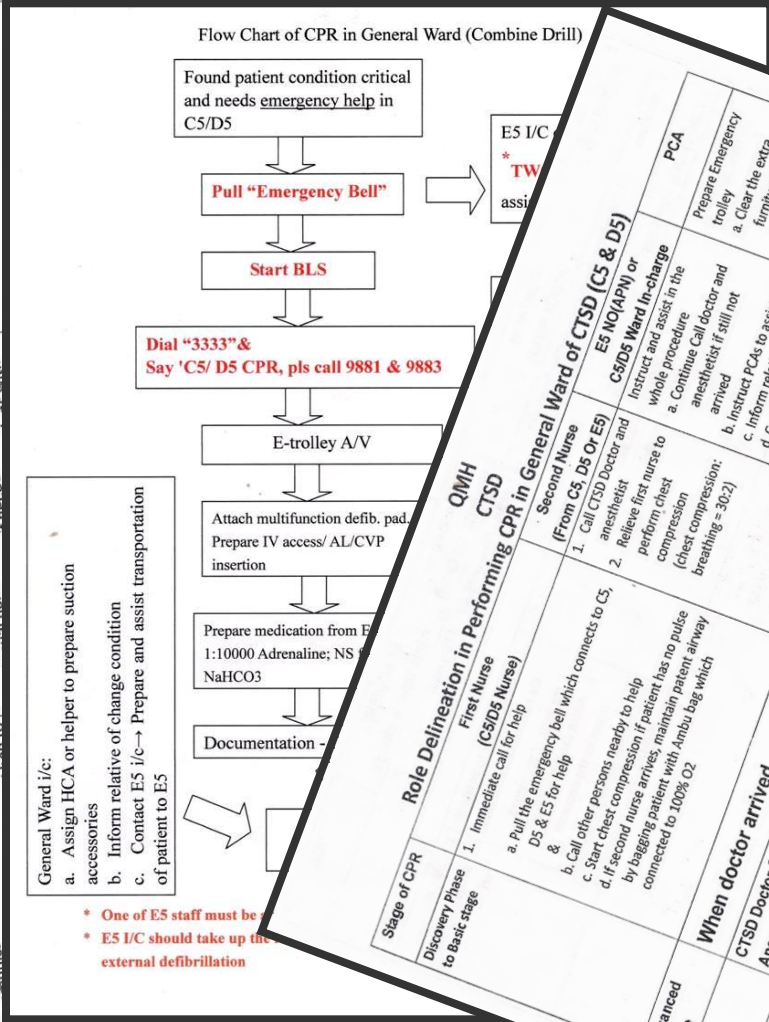 Flow Chart of CPR in General Ward (Combine Drill)
Found patient condition critical
and needs emergency help in
C5/D5
Pull “Emergency Bell”
E5 I/C
*
TW
Start BLS
Dial “3333”&
Say 'C5/ D5 CPR, pls call 9881 & 9883
E-trolley A/V
Attach multifunction defib. pad.
Prepare IV access/ AL/CVP
insertion
Prepare medication from
1:10000 Adrenaline; NS
NaHCO3
Documentation -
General Ward i/c:
a. Assign HCA or helper to prepare suction
accessories
b. Inform relative of change condition
c. Contact E5 i/c→ Prepare and assist transportation
of patient to E5
* One of E5 staff must be
* E5 I/C should take up the
external defibrillation
QMH
CTSD
Role Delineation in Performing CPR in General Ward of CTSD (C5 & D5)
Stage of CPR
First Nurse
(C5/D5 Nurse)
Second Nurse
(From C5, D5 Or E5)
E5 NO(APN) or
C5/D5 Ward In-charge
PCA
Discovery Phase
to Basic stage
1. Immediate call for help
a. Pull the emergency bell which connects to C5,
D5 & E5 for help
&
b. Call other persons nearby to help
c. Start chest compression if patient has no pulse
d. If second nurse arrives, maintain patent airway
by bagging patient with Ambu bag which
connected to 100% O2
1. Call CTSD Doctor and
anesthetist
2. Relieve first nurse to
perform chest
compression
(chest compression:
breathing = 30:2)
Instruct and assist in the
whole procedure
a. Continue Call doctor and
anesthetist if still not
arrived
b. Instruct PCAs to
c. Inform
Prepare Emergency
trolley
a. Clear the extra
When doctor arrived
CTSD Doctor